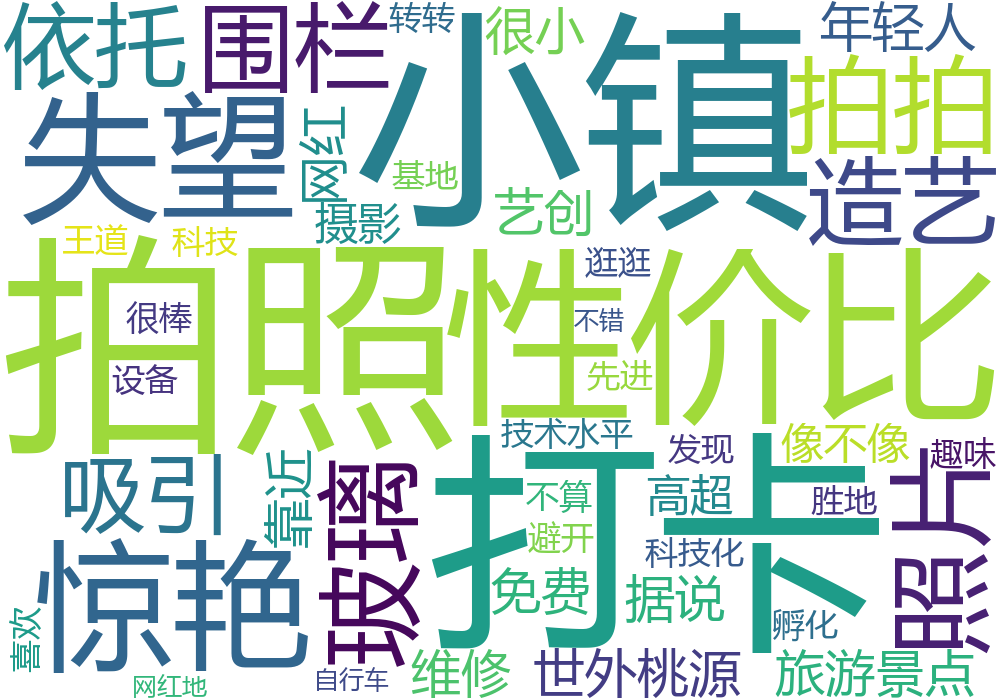 依托
围栏
转转
小镇
很小
年轻人
拍拍
失望
网红
基地
摄影
艺创
造艺
王道
科技
拍照
性价比
逛逛
很棒
不错
设备
先进
技术水平
发现
像不像
趣味
吸引
靠近
玻璃
打卡
不算
高超
胜地
照片
避开
科技化
惊艳
免费
据说
孵化
喜欢
网红地
自行车
维修
世外桃源
旅游景点